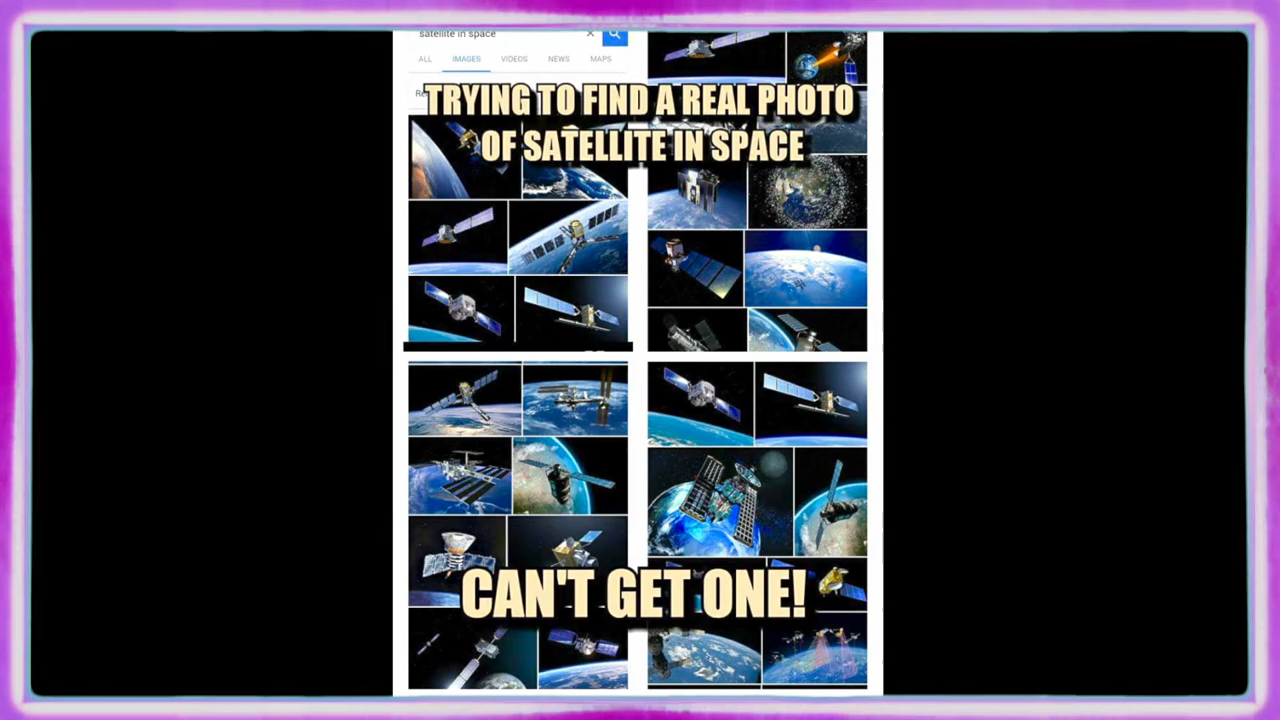 satellite in space
ALL IMAGES VIDEOS NEWS MAPS
TRYING TO FIND A REAL PHOTO
OF SATELLITE IN SPACE
CAN'T GET ONE!